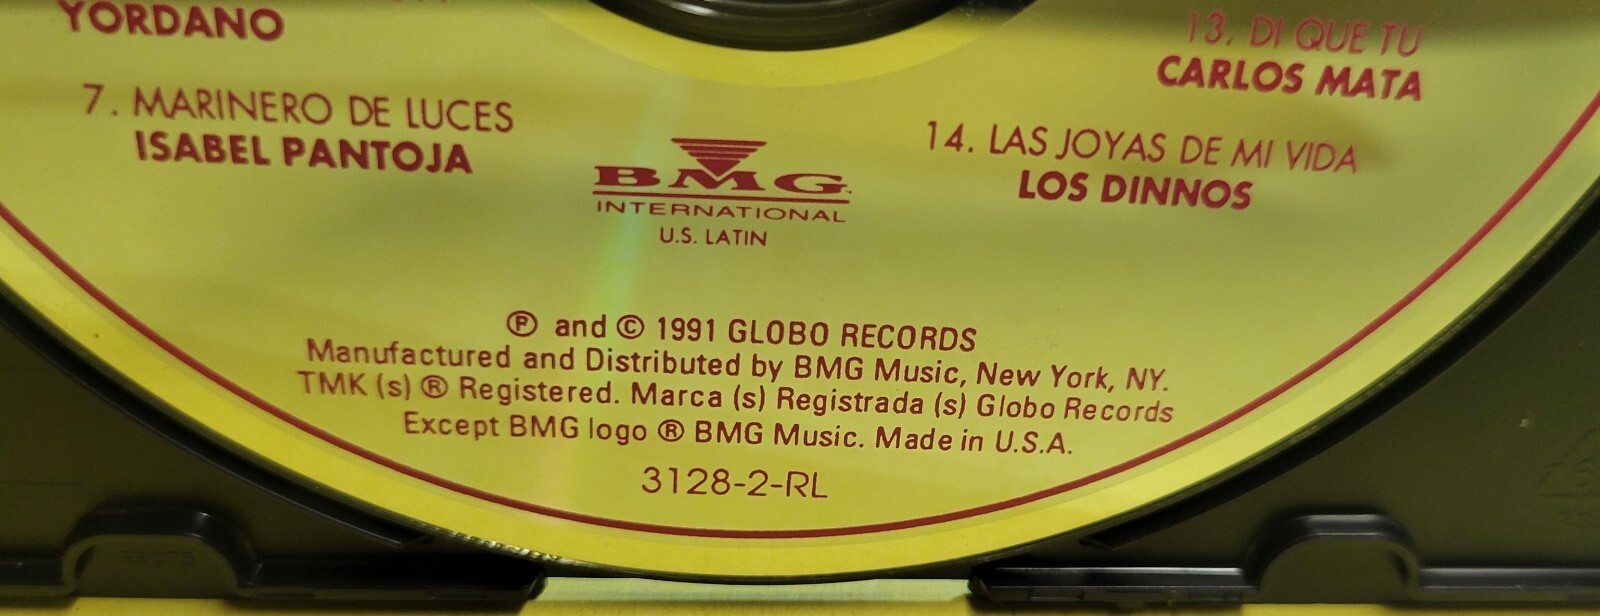 YORDANO
7. MARINERO DE LUCES
ISABEL PANTOJA
13. DI QUE TU
CARLOS MATA
14. LAS JOYAS DE MI VIDA
LOS DINNOS
BMG
INTERNATIONAL
U.S. LATIN
℗ and © 1991 GLOBO RECORDS
Manufactured and Distributed by BMG Music, New York, NY.
TMK (s) ® Registered. Marca (s) Registrada (s) Globo Records
Except BMG logo ® BMG Music. Made in U.S.A.
3128-2-RL